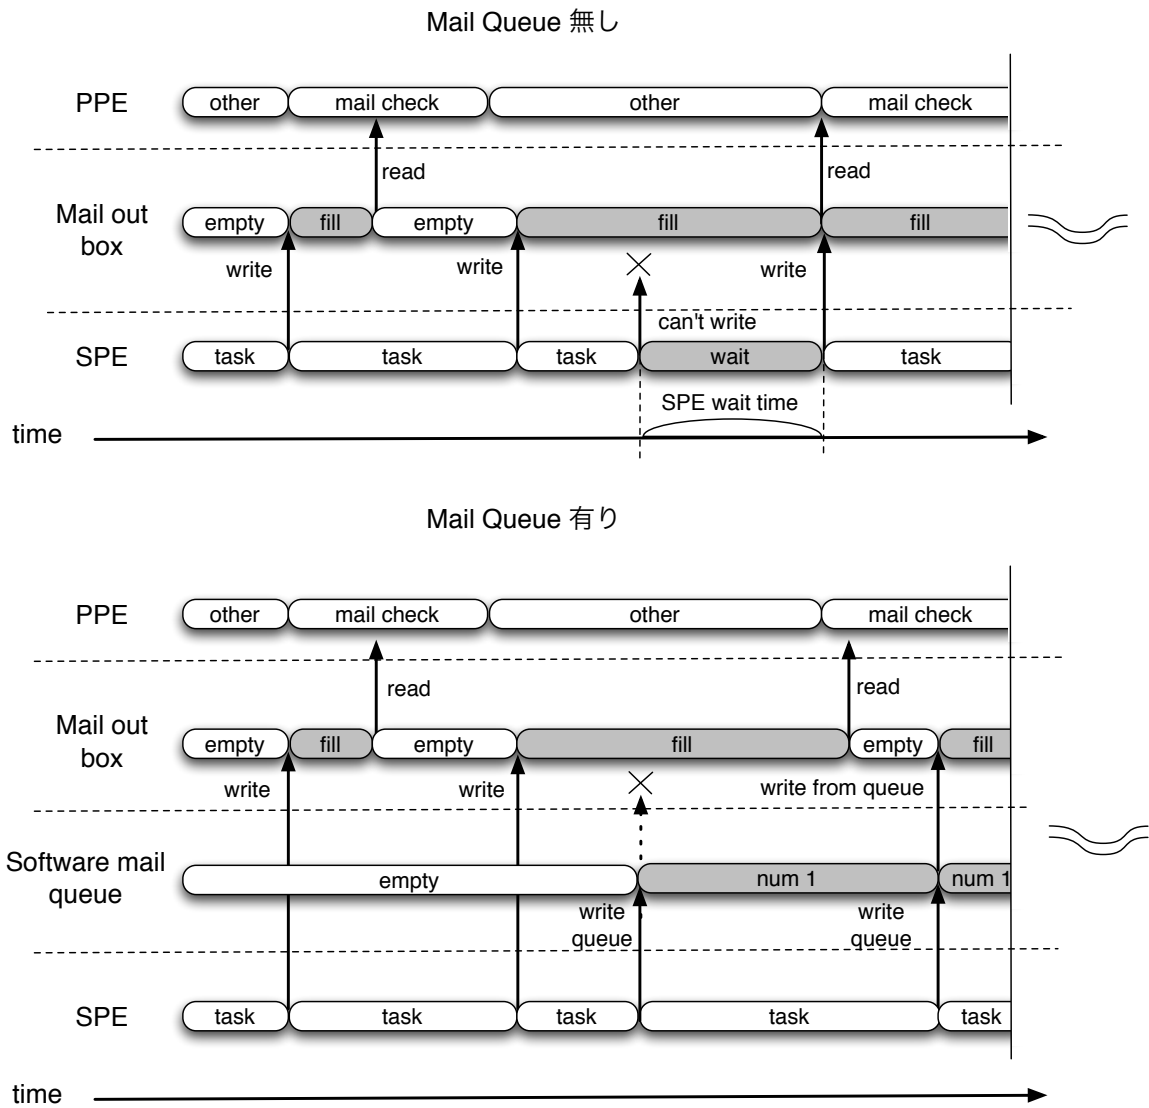 Mail Queue 無し
PPE
other
mail check
other
mail check
read
read
Mail out
box
empty
fill
empty
fill
fill
write
write
write
can't write
SPE
task
task
task
wait
task
SPE wait time
time
Mail Queue 有り
PPE
other
mail check
other
mail check
read
read
Mail out
box
empty
fill
empty
fill
empty
fill
write
write
write from queue
Software mail
queue
empty
num 1
num 1
write
queue
write
queue
SPE
task
task
task
task
task
time